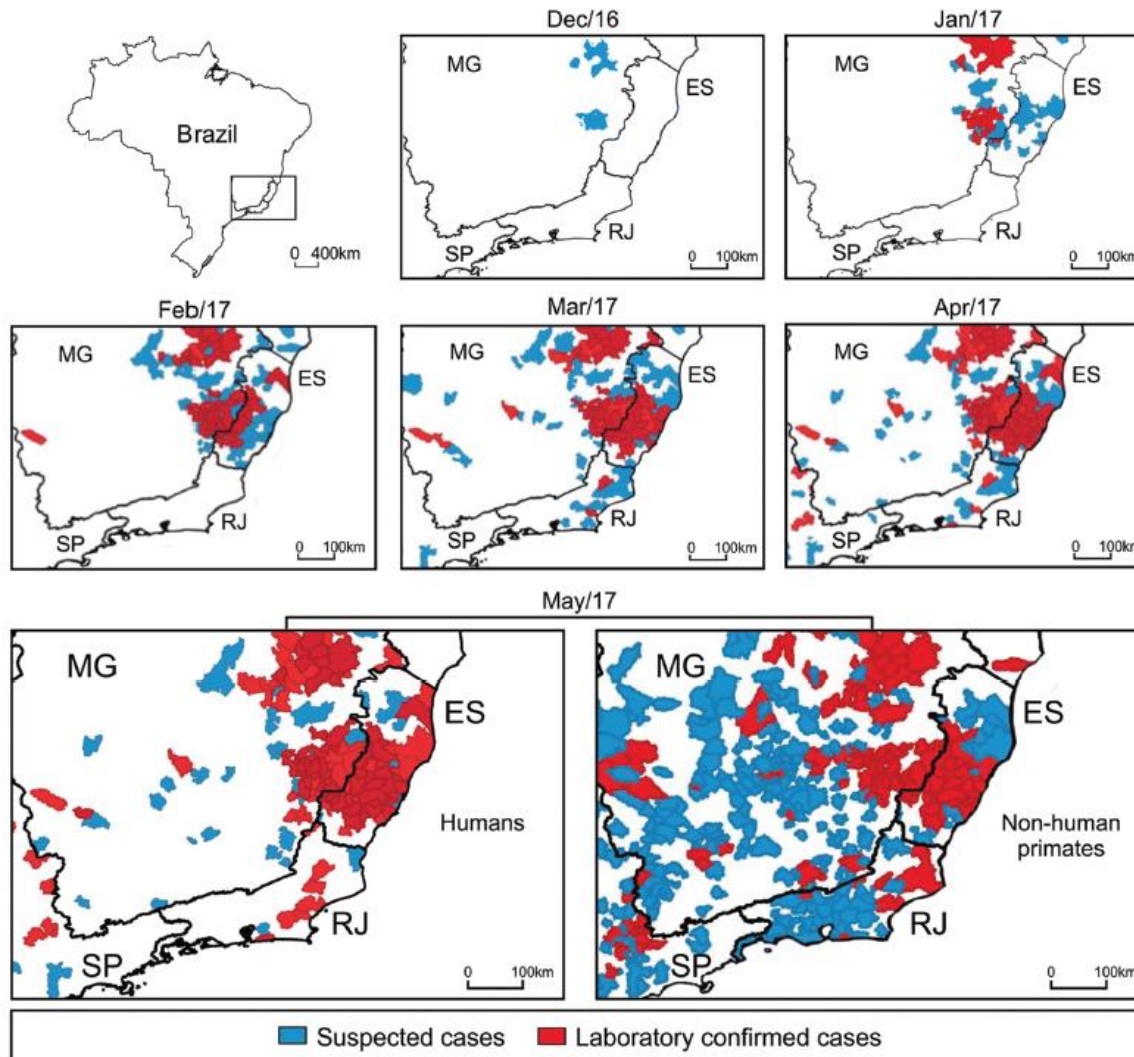 Brazil
0 400km
Dec/16
MG
ES
RJ
SP
0 100km
Jan/17
MG
ES
RJ
SP
0 100km
Feb/17
MG
ES
RJ
SP
0 100km
Mar/17
MG
ES
RJ
SP
0 100km
Apr/17
MG
ES
RJ
SP
0 100km
May/17
MG
ES
Humans
RJ
SP
0 100km
MG
ES
Non-human
primates
RJ
SP
0 100km
Suspected cases
Laboratory confirmed cases